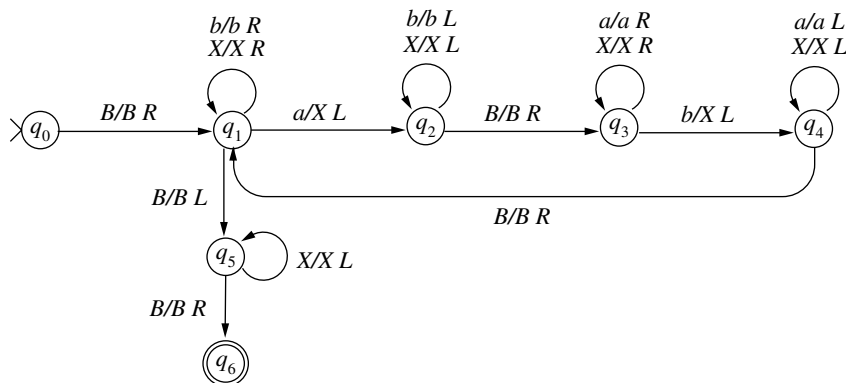 b/b R
X/X R
b/b L
X/X L
a/a R
X/X R
a/a L
X/X L
q0
B/B R
q1
a/X L
q2
B/B R
q3
b/X L
q4
B/B L
B/B R
q5
X/X L
B/B R
q6